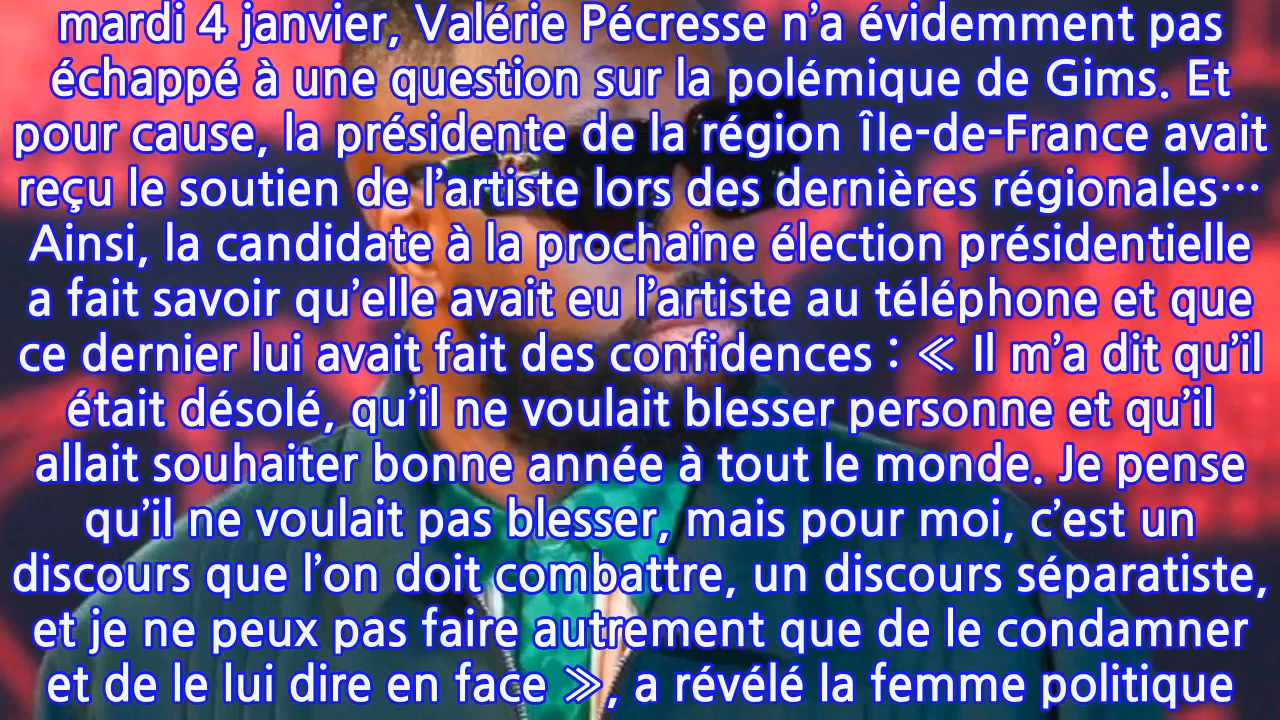 mardi 4 janvier, Valérie Pécresse n’a évidemment pas
échappé à une question sur la polémique de Gims. Et
pour cause, la présidente de la région Île-de-France avait
reçu le soutien de l’artiste lors des dernières régionales…
Ainsi, la candidate à la prochaine élection présidentielle
a fait savoir qu’elle avait eu l’artiste au téléphone et que
ce dernier lui avait fait des confidences : « Il m’a dit qu’il
était désolé, qu’il ne voulait blesser personne et qu’il
allait souhaiter bonne année à tout le monde. Je pense
qu’il ne voulait pas blesser, mais pour moi, c’est un
discours que l’on doit combattre, un discours séparatiste,
et je ne peux pas faire autrement que de le condamner
et de le lui dire en face », a révélé la femme politique